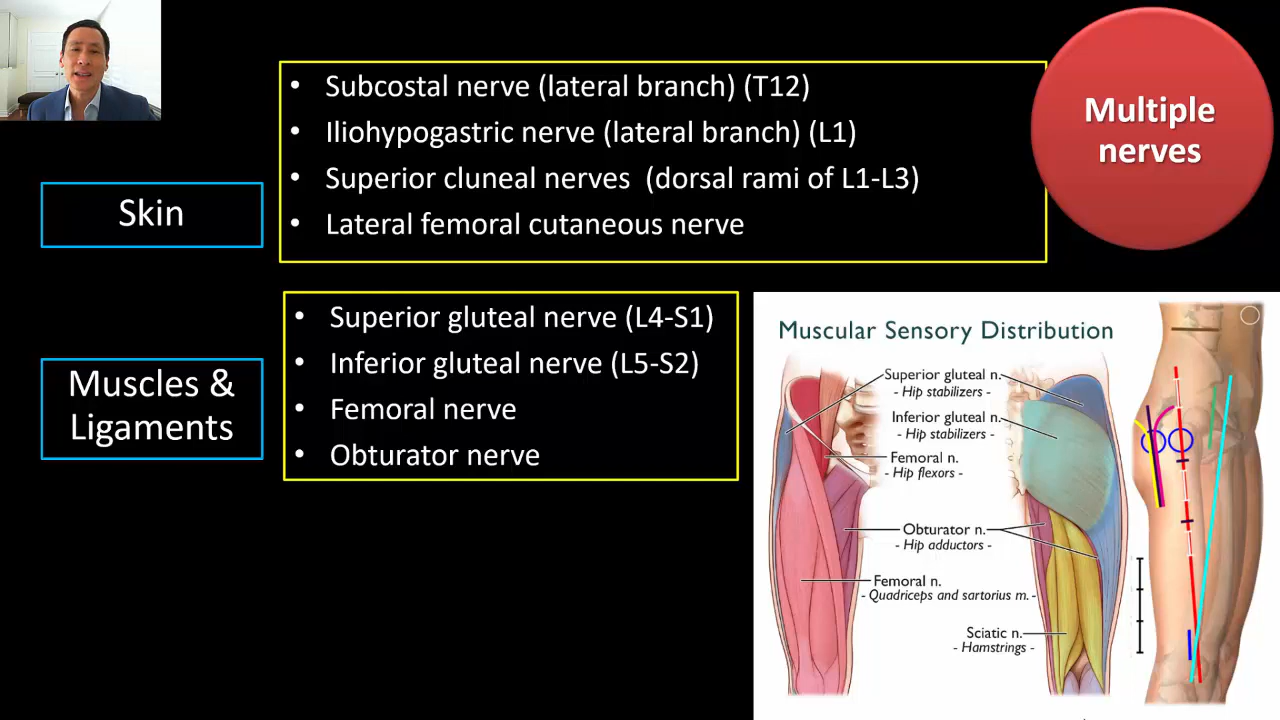 Multiple
nerves
Skin
• Subcostal nerve (lateral branch) (T12)
• Iliohypogastric nerve (lateral branch) (L1)
• Superior cluneal nerves (dorsal rami of L1-L3)
• Lateral femoral cutaneous nerve
Muscles &
Ligaments
• Superior gluteal nerve (L4-S1)
• Inferior gluteal nerve (L5-S2)
• Femoral nerve
• Obturator nerve
Muscular Sensory Distribution
Superior gluteal n.
- Hip stabilizers -
Inferior gluteal n.
- Hip stabilizers -
Femoral n.
- Hip flexors -
Obturator n.
- Hip adductors -
Femoral n.
- Quadriceps and sartorius m. -
Sciatic n.
- Hamstrings -